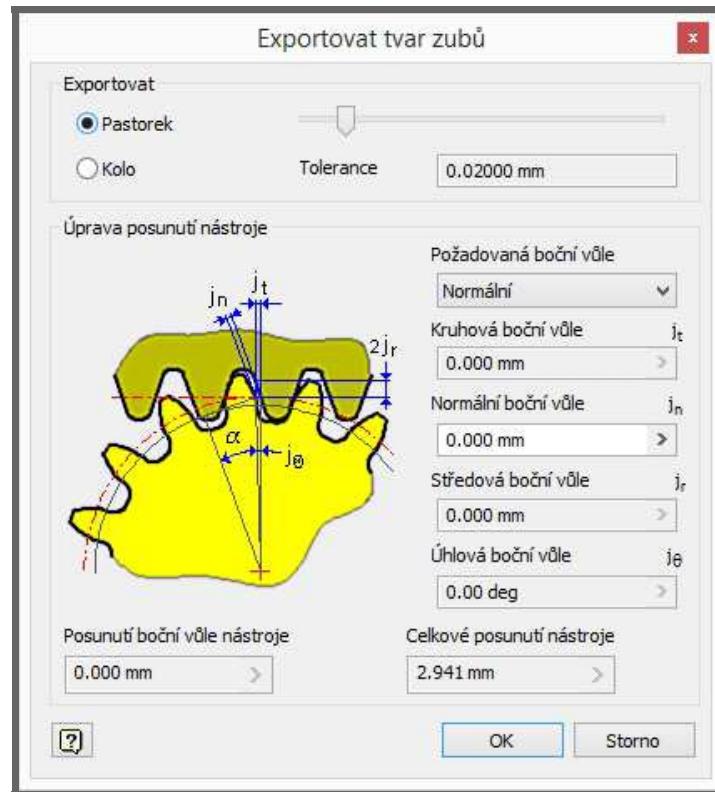 Exportovat tvar zubů
x
Exportovat
Pastorek
Kolo
Tolerance
0.02000 mm
Úprava posunutí nástroje
Požadovaná boční vůle
Normální
Kruhová boční vůle jt
0.000 mm >
Normální boční vůle jn
0.000 mm >
Středová boční vůle jr
0.000 mm >
Úhlová boční vůle jθ
0.00 deg >
jn
jt
2jr
α
jθ
Posunutí boční vůle nástroje
0.000 mm >
Celkové posunutí nástroje
2.941 mm >
?
OK
Storno